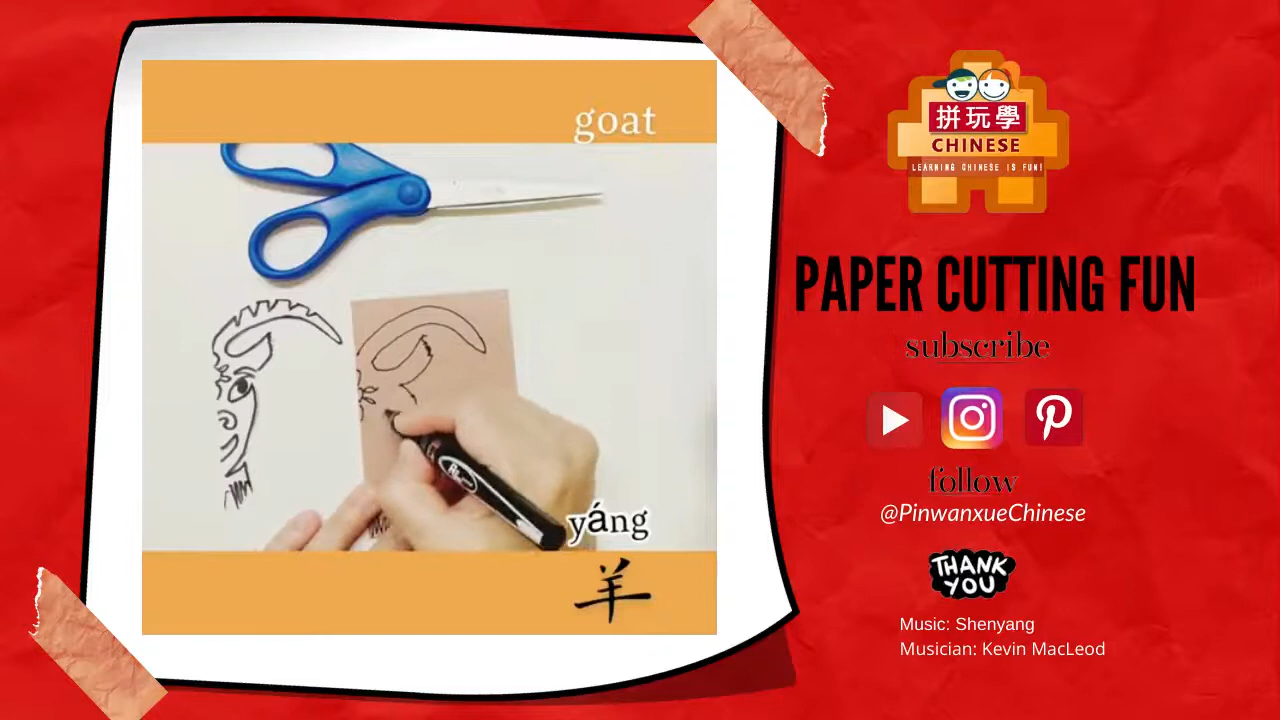 goat
yáng
羊
拼玩學
CHINESE
LEARNING CHINESE IS FUN!
PAPER CUTTING FUN
subscribe
follow
@PinwanxueChinese
THANK
YOU
Music: Shenyang
Musician: Kevin MacLeod